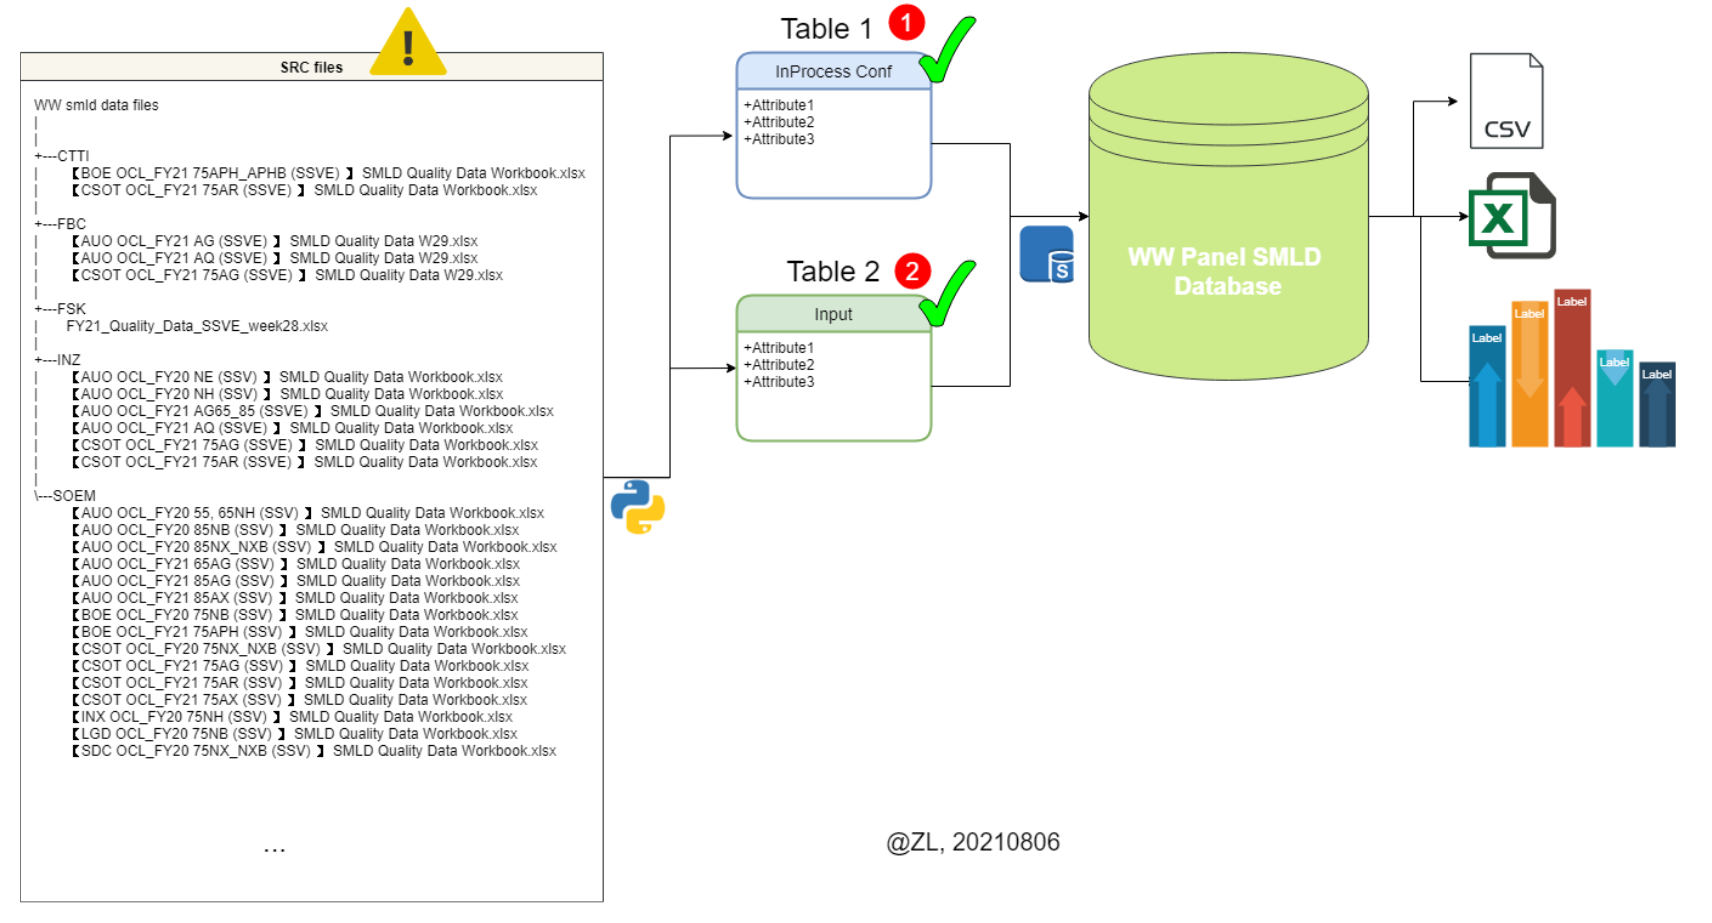 SRC files
!
WW smld data files
|
|
+---CTTI
|       【BOE OCL_FY21 75APH_APHB (SSVE) 】 SMLD Quality Data Workbook.xlsx
|       【CSOT OCL_FY21 75AR (SSVE) 】 SMLD Quality Data Workbook.xlsx
|
+---FBC
|       【AUO OCL_FY21 AG (SSVE) 】 SMLD Quality Data W29.xlsx
|       【AUO OCL_FY21 AQ (SSVE) 】 SMLD Quality Data W29.xlsx
|       【CSOT OCL_FY21 75AG (SSVE) 】 SMLD Quality Data W29.xlsx
|
+---FSK
|       FY21_Quality_Data_SSVE_week28.xlsx
|
+---INZ
|       【AUO OCL_FY20 NE (SSV) 】 SMLD Quality Data Workbook.xlsx
|       【AUO OCL_FY20 NH (SSV) 】 SMLD Quality Data Workbook.xlsx
|       【AUO OCL_FY21 AG65_85 (SSVE) 】 SMLD Quality Data Workbook.xlsx
|       【AUO OCL_FY21 AQ (SSVE) 】 SMLD Quality Data Workbook.xlsx
|       【CSOT OCL_FY21 75AG (SSVE) 】 SMLD Quality Data Workbook.xlsx
|       【CSOT OCL_FY21 75AR (SSVE) 】 SMLD Quality Data Workbook.xlsx
|
\---SOEM
【AUO OCL_FY20 55, 65NH (SSV) 】 SMLD Quality Data Workbook.xlsx
【AUO OCL_FY20 85NB (SSV) 】 SMLD Quality Data Workbook.xlsx
【AUO OCL_FY20 85NX_NXB (SSV) 】 SMLD Quality Data Workbook.xlsx
【AUO OCL_FY21 65AG (SSV) 】 SMLD Quality Data Workbook.xlsx
【AUO OCL_FY21 85AG (SSV) 】 SMLD Quality Data Workbook.xlsx
【AUO OCL_FY21 85AX (SSV) 】 SMLD Quality Data Workbook.xlsx
【BOE OCL_FY20 75NB (SSV) 】 SMLD Quality Data Workbook.xlsx
【BOE OCL_FY21 75APH (SSV) 】 SMLD Quality Data Workbook.xlsx
【CSOT OCL_FY20 75NX_NXB (SSV) 】 SMLD Quality Data Workbook.xlsx
【CSOT OCL_FY21 75AG (SSV) 】 SMLD Quality Data Workbook.xlsx
【CSOT OCL_FY21 75AR (SSV) 】 SMLD Quality Data Workbook.xlsx
【CSOT OCL_FY21 75AX (SSV) 】 SMLD Quality Data Workbook.xlsx
【INX OCL_FY20 75NH (SSV) 】 SMLD Quality Data Workbook.xlsx
【LGD OCL_FY20 75NB (SSV) 】 SMLD Quality Data Workbook.xlsx
【SDC OCL_FY20 75NX_NXB (SSV) 】 SMLD Quality Data Workbook.xlsx
...
Table 1 1
InProcess Conf
+Attribute1
+Attribute2
+Attribute3
Table 2 2
Input
+Attribute1
+Attribute2
+Attribute3
S
WW Panel SMLD
Database
CSV
X
Label
Label
Label
Label
Label
@ZL, 20210806